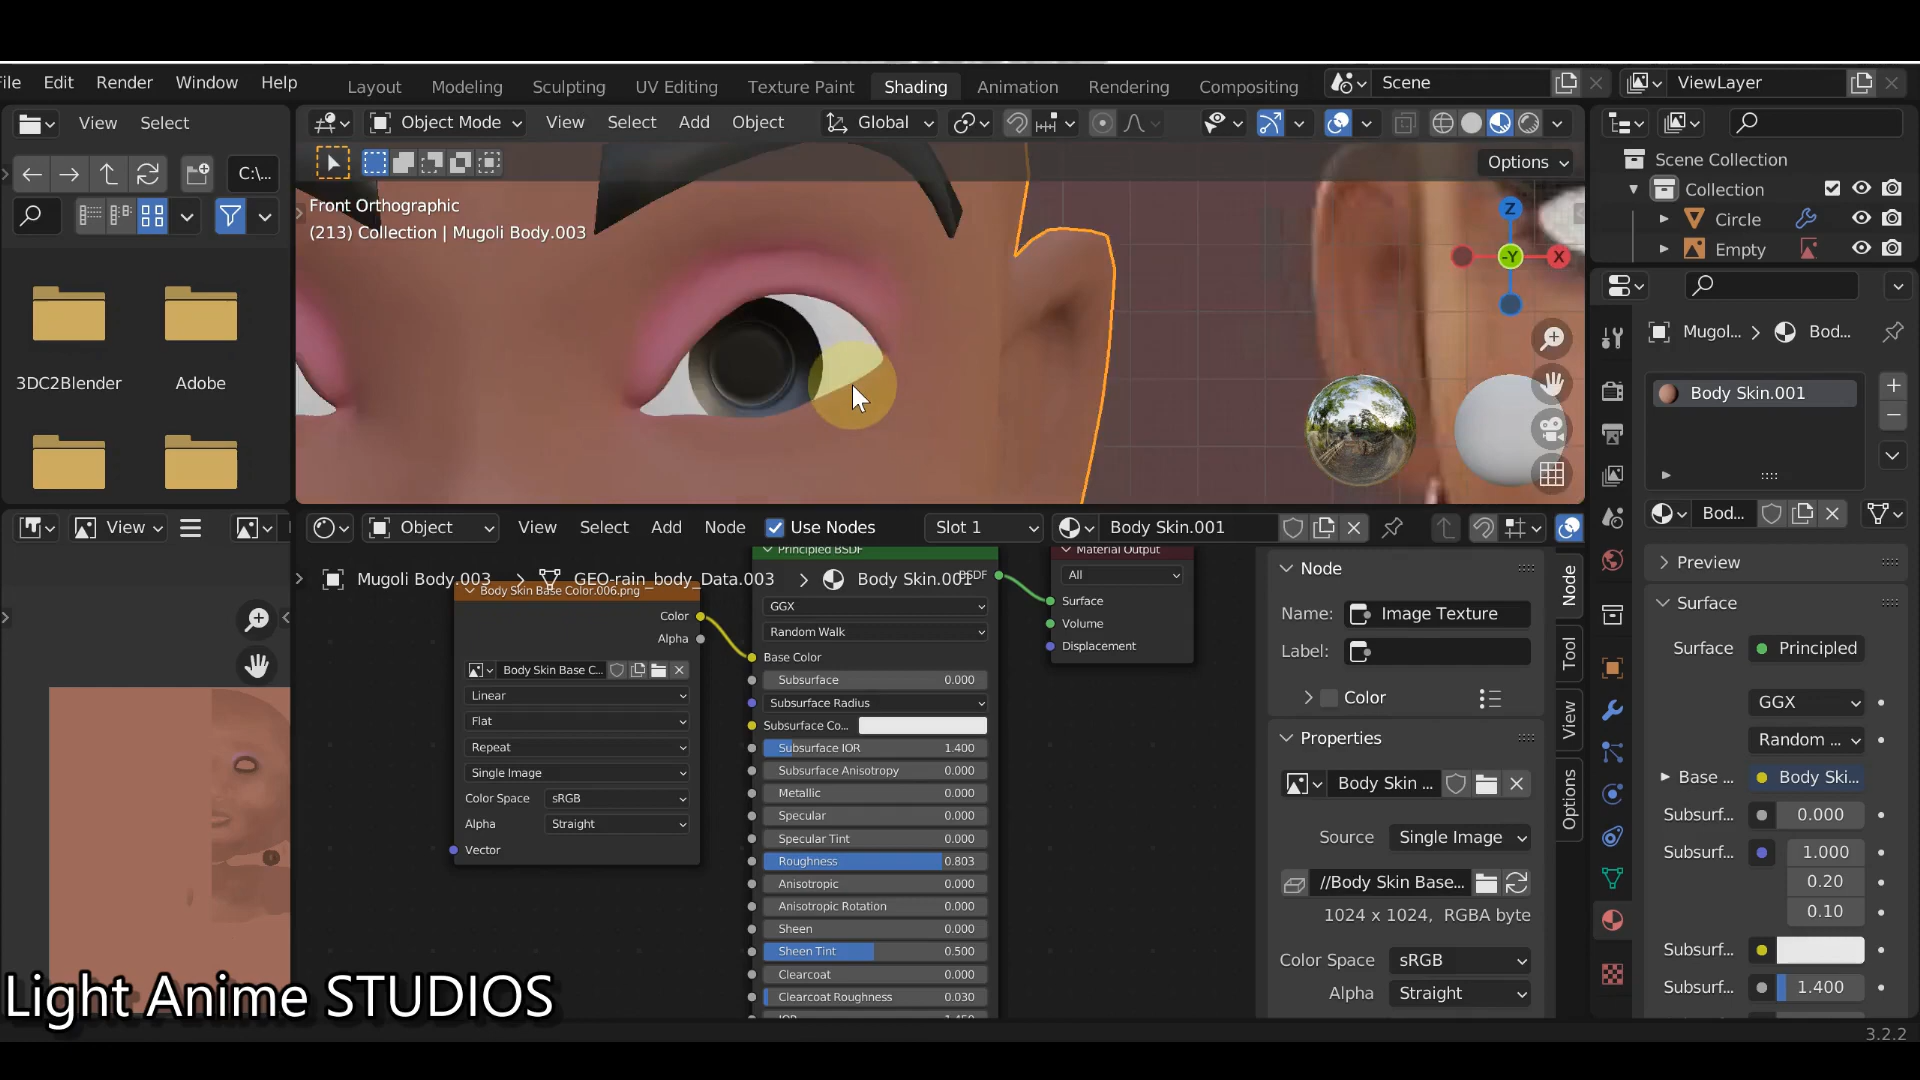 File Edit Render Window Help
Layout Modeling Sculpting UV Editing Texture Paint Shading Animation Rendering Compositing
Scene
ViewLayer
View Select
Object Mode View Select Add Object Global
C:\...
Options
Front Orthographic
(213) Collection | Mugoli Body.003
Z
-Y
X
3DC2Blender
Adobe
Scene Collection
Collection
Circle
Empty
Mugol... > Bod...
Body Skin.001
Bod...
Preview
Surface
Surface Principled
GGX
Random ...
Base ... Body Ski...
Subsurf... 0.000
Subsurf... 1.000
0.20
0.10
Subsurf...
Subsurf... 1.400
View
Object View Select Add Node Use Nodes Slot 1 Body Skin.001
Mugoli Body.003 > GEO-rain_body_Data.003 > Body Skin.001
Body Skin Base Color.006.png
Color
Alpha
Body Skin Base C...
Linear
Flat
Repeat
Single Image
Color Space sRGB
Alpha Straight
Vector
Principled BSDF
BSDF
GGX
Random Walk
Base Color
Subsurface 0.000
Subsurface Radius
Subsurface Co...
Subsurface IOR 1.400
Subsurface Anisotropy 0.000
Metallic 0.000
Specular 0.000
Specular Tint 0.000
Roughness 0.803
Anisotropic 0.000
Anisotropic Rotation 0.000
Sheen 0.000
Sheen Tint 0.500
Clearcoat 0.000
Clearcoat Roughness 0.030
Material Output
All
Surface
Volume
Displacement
Node
Name: Image Texture
Label:
Color
Properties
Body Skin ...
Source Single Image
//Body Skin Base...
1024 x 1024, RGBA byte
Color Space sRGB
Alpha Straight
Node
Tool
View
Options
Light Anime STUDIOS
3.2.2